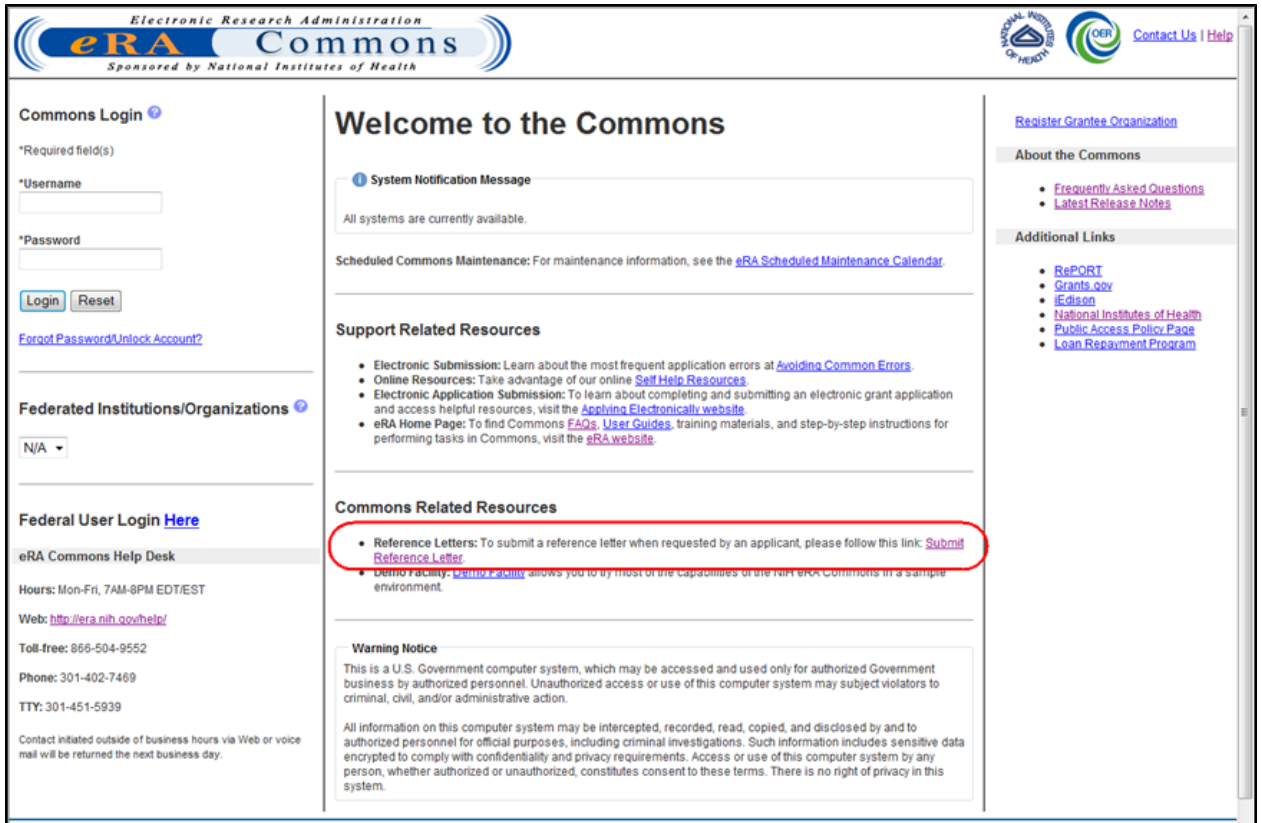 Electronic Research Administration
eRA Commons
Sponsored by National Institutes of Health
NATIONAL INSTITUTES OF HEALTH
OER
Contact Us | Help
Commons Login
*Required field(s)
*Username
*Password
Login Reset
Forgot Password/Unlock Account?
Federated Institutions/Organizations
N/A
Federal User Login Here
eRA Commons Help Desk
Hours: Mon-Fri, 7AM-8PM EDT/EST
Web: http://era.nih.gov/help/
Toll-free: 866-504-9552
Phone: 301-402-7469
TTY: 301-451-5939
Contact initiated outside of business hours via Web or voice
mail will be returned the next business day.
Welcome to the Commons
System Notification Message
All systems are currently available.
Scheduled Commons Maintenance: For maintenance information, see the eRA Scheduled Maintenance Calendar.
Support Related Resources
• Electronic Submission: Learn about the most frequent application errors at Avoiding Common Errors.
• Online Resources: Take advantage of our online Self Help Resources.
• Electronic Application Submission: To learn about completing and submitting an electronic grant application
and access helpful resources, visit the Applying Electronically website.
• eRA Home Page: To find Commons FAQs, User Guides, training materials, and step-by-step instructions for
performing tasks in Commons, visit the eRA website.
Commons Related Resources
• Reference Letters: To submit a reference letter when requested by an applicant, please follow this link: Submit
Reference Letter.
• Demo Facility: Demo Facility allows you to try most of the capabilities of the NIH eRA Commons in a sample
environment.
Warning Notice
This is a U.S. Government computer system, which may be accessed and used only for authorized Government
business by authorized personnel. Unauthorized access or use of this computer system may subject violators to
criminal, civil, and/or administrative action.
All information on this computer system may be intercepted, recorded, read, copied, and disclosed by and to
authorized personnel for official purposes, including criminal investigations. Such information includes sensitive data
encrypted to comply with confidentiality and privacy requirements. Access or use of this computer system by any
person, whether authorized or unauthorized, constitutes consent to these terms. There is no right of privacy in this
system.
Register Grantee Organization
About the Commons
• Frequently Asked Questions
• Latest Release Notes
Additional Links
• RePORT
• Grants.gov
• iEdison
• National Institutes of Health
• Public Access Policy Page
• Loan Repayment Program